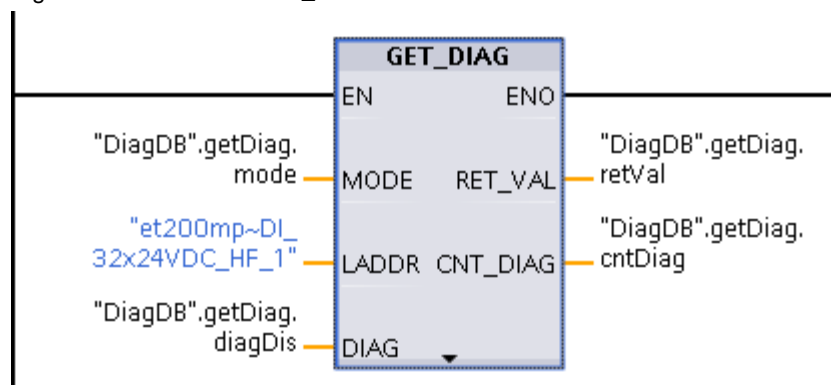 GET_DIAG
EN ENO
"DiagDB".getDiag.
mode
MODE
RET_VAL
"DiagDB".getDiag.
retVal
"et200mp~DI_
32x24VDC_HF_1"
LADDR
CNT_DIAG
"DiagDB".getDiag.
cntDiag
"DiagDB".getDiag.
diagDis
DIAG